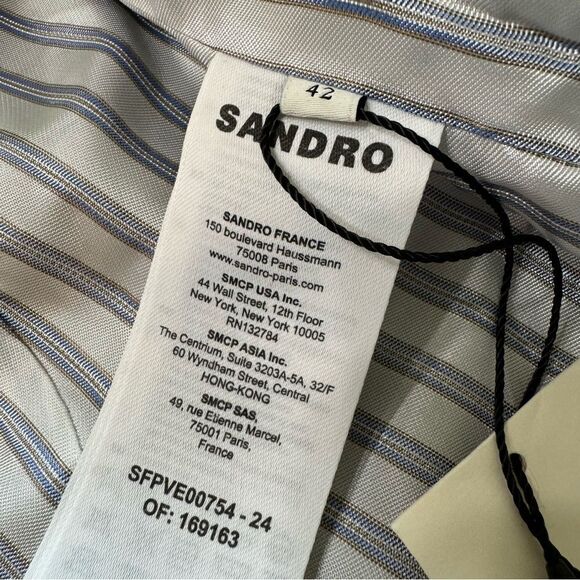 42
SANDRO
SANDRO FRANCE
150 boulevard Haussmann
75008 Paris
www.sandro-paris.com
SMCP USA Inc.
44 Wall Street, 12th Floor
New York, New York 10005
RN132784
SMCP ASIA Inc.
The Centrium, Suite 3203A-5A, 32/F
60 Wyndham Street, Central
HONG-KONG
SMCP SAS,
49, rue Etienne Marcel,
75001 Paris,
France
SFPVE00754 - 24
OF: 169163